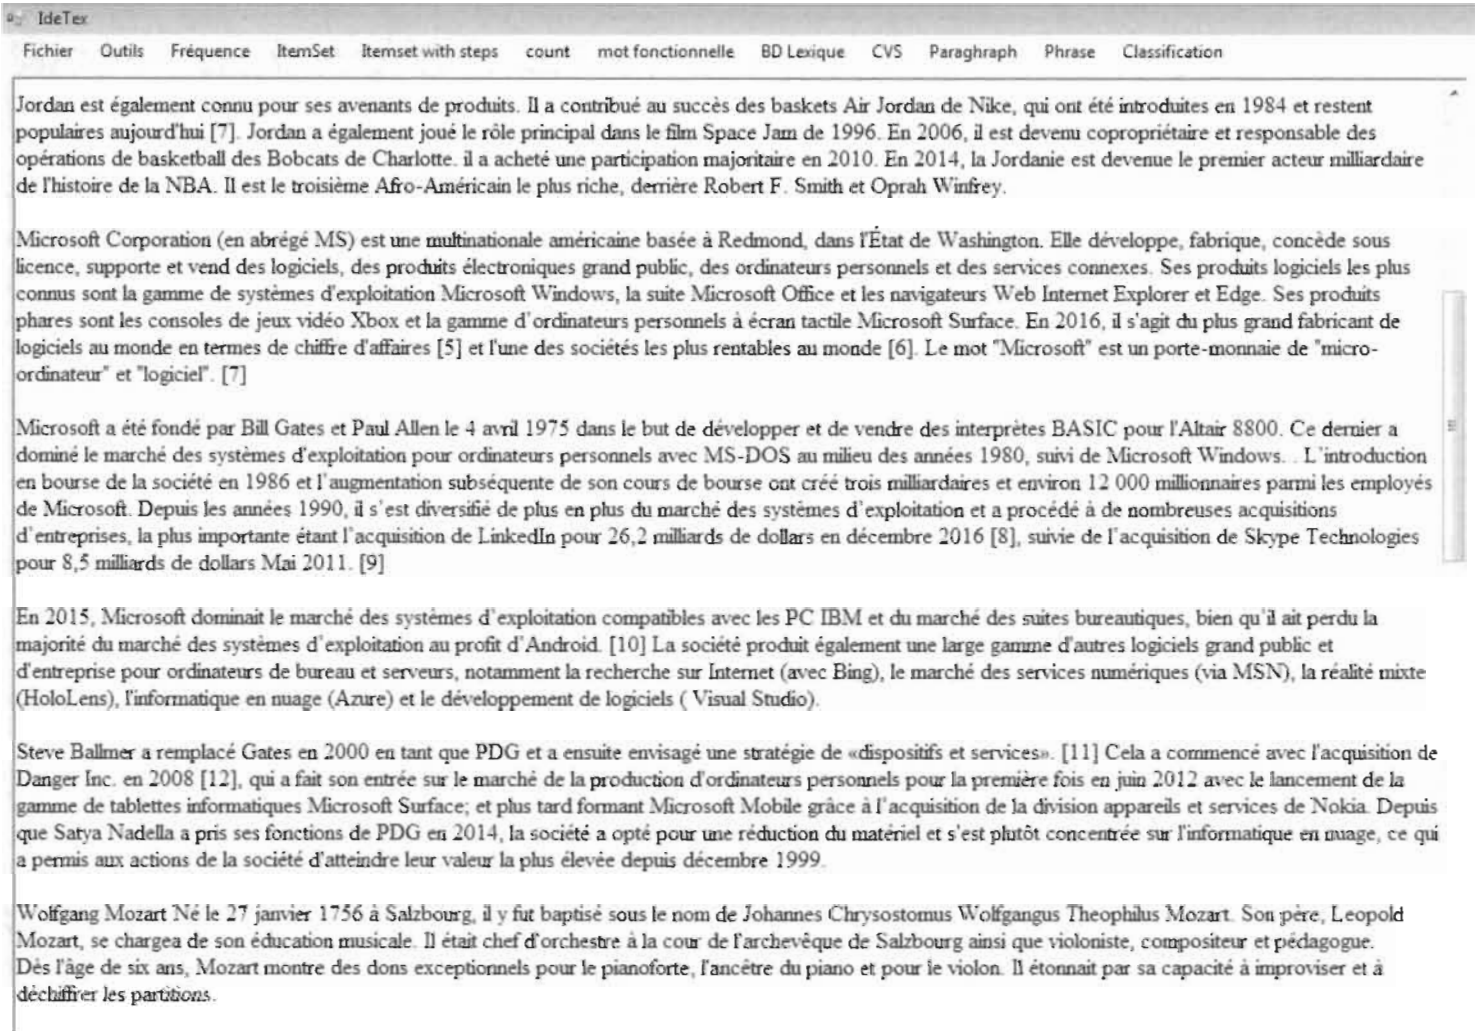 IdeTex
Fichier Outils Fréquence ItemSet Itemset with steps count mot fonctionnelle BD Lexique CVS Paraghraph Phrase Classification
Jordan est également connu pour ses avenants de produits. Il a contribué au succès des baskets Air Jordan de Nike, qui ont été introduites en 1984 et restent
populaires aujourd'hui [7]. Jordan a également joué le rôle principal dans le film Space Jam de 1996. En 2006, il est devenu copropriétaire et responsable des
opérations de basketball des Bobcats de Charlotte. il a acheté une participation majoritaire en 2010. En 2014, la Jordanie est devenue le premier acteur milliardaire
de l'histoire de la NBA. Il est le troisième Afro-Américain le plus riche, derrière Robert F. Smith et Oprah Winfrey.
Microsoft Corporation (en abrégé MS) est une multinationale américaine basée à Redmond, dans l'État de Washington. Elle développe, fabrique, concède sous
licence, supporte et vend des logiciels, des produits électroniques grand public, des ordinateurs personnels et des services connexes. Ses produits logiciels les plus
connus sont la gamme de systèmes d'exploitation Microsoft Windows, la suite Microsoft Office et les navigateurs Web Internet Explorer et Edge. Ses produits
phares sont les consoles de jeux vidéo Xbox et la gamme d'ordinateurs personnels à écran tactile Microsoft Surface. En 2016, il s'agit du plus grand fabricant de
logiciels au monde en termes de chiffre d'affaires [5] et l'une des sociétés les plus rentables au monde [6]. Le mot "Microsoft" est un porte-monnaie de "micro-
ordinateur" et "logiciel". [7]
Microsoft a été fondé par Bill Gates et Paul Allen le 4 avril 1975 dans le but de développer et de vendre des interprètes BASIC pour l'Altair 8800. Ce dernier a
dominé le marché des systèmes d'exploitation pour ordinateurs personnels avec MS-DOS au milieu des années 1980, suivi de Microsoft Windows. . L'introduction
en bourse de la société en 1986 et l'augmentation subséquente de son cours de bourse ont créé trois milliardaires et environ 12 000 millionnaires parmi les employés
de Microsoft. Depuis les années 1990, il s'est diversifié de plus en plus du marché des systèmes d'exploitation et a procédé à de nombreuses acquisitions
d'entreprises, la plus importante étant l'acquisition de LinkedIn pour 26,2 milliards de dollars en décembre 2016 [8], suivie de l'acquisition de Skype Technologies
pour 8,5 milliards de dollars Mai 2011. [9]
En 2015, Microsoft dominait le marché des systèmes d'exploitation compatibles avec les PC IBM et du marché des suites bureautiques, bien qu'il ait perdu la
majorité du marché des systèmes d'exploitation au profit d'Android. [10] La société produit également une large gamme d'autres logiciels grand public et
d'entreprise pour ordinateurs de bureau et serveurs, notamment la recherche sur Internet (avec Bing), le marché des services numériques (via MSN), la réalité mixte
(HoloLens), l'informatique en nuage (Azure) et le développement de logiciels ( Visual Studio).
Steve Ballmer a remplacé Gates en 2000 en tant que PDG et a ensuite envisagé une stratégie de «dispositifs et services». [11] Cela a commencé avec l'acquisition de
Danger Inc. en 2008 [12], qui a fait son entrée sur le marché de la production d'ordinateurs personnels pour la première fois en juin 2012 avec le lancement de la
gamme de tablettes informatiques Microsoft Surface; et plus tard formant Microsoft Mobile grâce à l'acquisition de la division appareils et services de Nokia. Depuis
que Satya Nadella a pris ses fonctions de PDG en 2014, la société a opté pour une réduction du matériel et s'est plutôt concentrée sur l'informatique en nuage, ce qui
a permis aux actions de la société d'atteindre leur valeur la plus élevée depuis décembre 1999.
Wolfgang Mozart Né le 27 janvier 1756 à Salzbourg, il y fut baptisé sous le nom de Johannes Chrysostomus Wolfgangus Theophilus Mozart. Son père, Leopold
Mozart, se chargea de son éducation musicale. Il était chef d'orchestre à la cour de l'archevêque de Salzbourg ainsi que violoniste, compositeur et pédagogue.
Dès l'âge de six ans, Mozart montre des dons exceptionnels pour le pianoforte, l'ancêtre du piano et pour le violon. Il étonnait par sa capacité à improviser et à
déchiffrer les partitions.